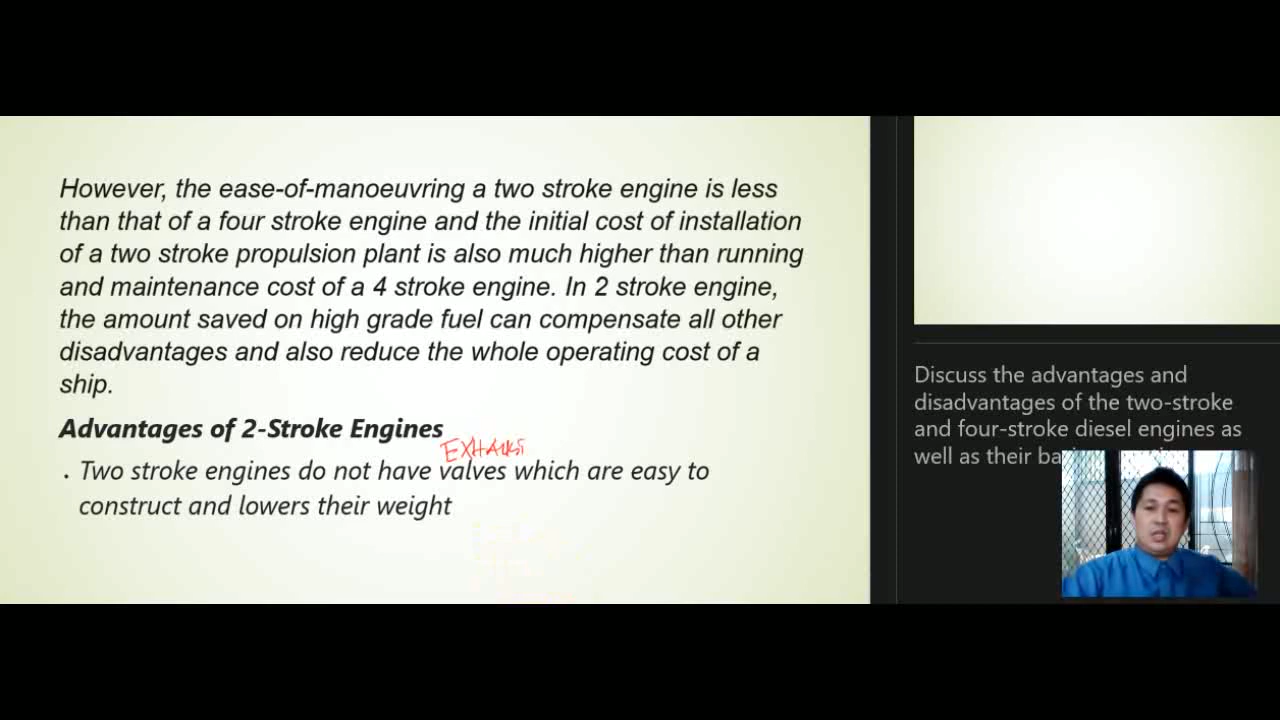 However, the ease-of-manoeuvring a two stroke engine is less
than that of a four stroke engine and the initial cost of installation
of a two stroke propulsion plant is also much higher than running
and maintenance cost of a 4 stroke engine. In 2 stroke engine,
the amount saved on high grade fuel can compensate all other
disadvantages and also reduce the whole operating cost of a
ship.
Advantages of 2-Stroke Engines
. Two stroke engines do not have valves which are easy to
construct and lowers their weight
Discuss the advantages and
disadvantages of the two-stroke
and four-stroke diesel engines as
well as their